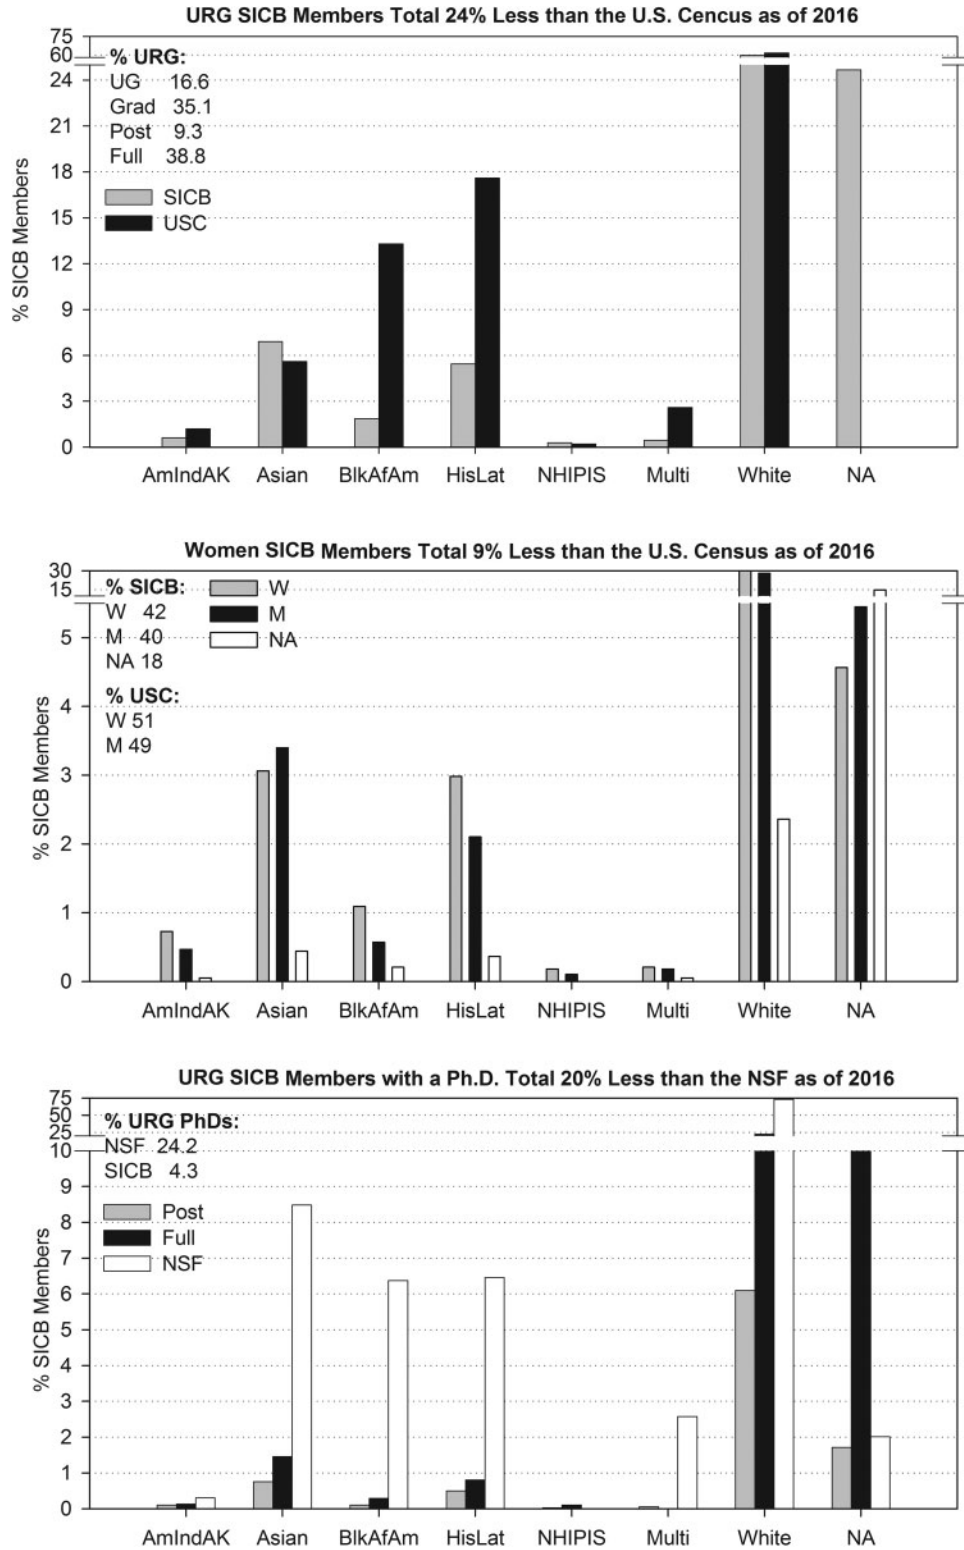 URG SICB Members Total 24% Less than the U.S. Cencus as of 2016
75
60
24
21
18
15
12
9
6
3
0
% SICB Members
% URG:
UG 16.6
Grad 35.1
Post 9.3
Full 38.8
SICB
USC
AmIndAK Asian BlkAfAm HisLat NHIPIS Multi White NA
Women SICB Members Total 9% Less than the U.S. Census as of 2016
30
15
5
4
3
2
1
0
% SICB Members
% SICB:
W 42
M 40
NA 18
% USC:
W 51
M 49
W
M
NA
AmIndAK Asian BlkAfAm HisLat NHIPIS Multi White NA
URG SICB Members with a Ph.D. Total 20% Less than the NSF as of 2016
75
50
25
10
9
8
7
6
5
4
3
2
1
0
% SICB Members
% URG PhDs:
NSF 24.2
SICB 4.3
Post
Full
NSF
AmIndAK Asian BlkAfAm HisLat NHIPIS Multi White NA